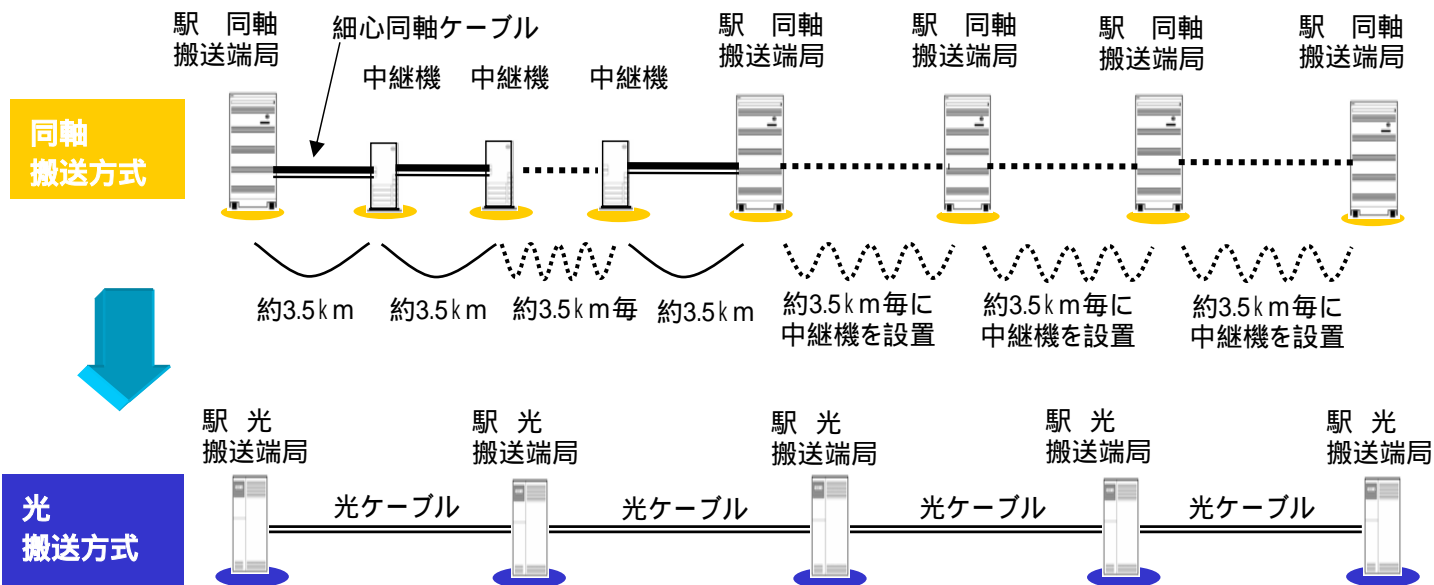 駅 同軸
搬送端局
細心同軸ケーブル
中継機
中継機
中継機
駅 同軸
搬送端局
駅 同軸
搬送端局
駅 同軸
搬送端局
駅 同軸
搬送端局
同軸
搬送方式
約3.5km
約3.5km
約3.5km毎
約3.5km
約3.5km毎に
中継機を設置
約3.5km毎に
中継機を設置
約3.5km毎に
中継機を設置
駅 光
搬送端局
駅 光
搬送端局
駅 光
搬送端局
駅 光
搬送端局
駅 光
搬送端局
光
搬送方式
光ケーブル
光ケーブル
光ケーブル
光ケーブル